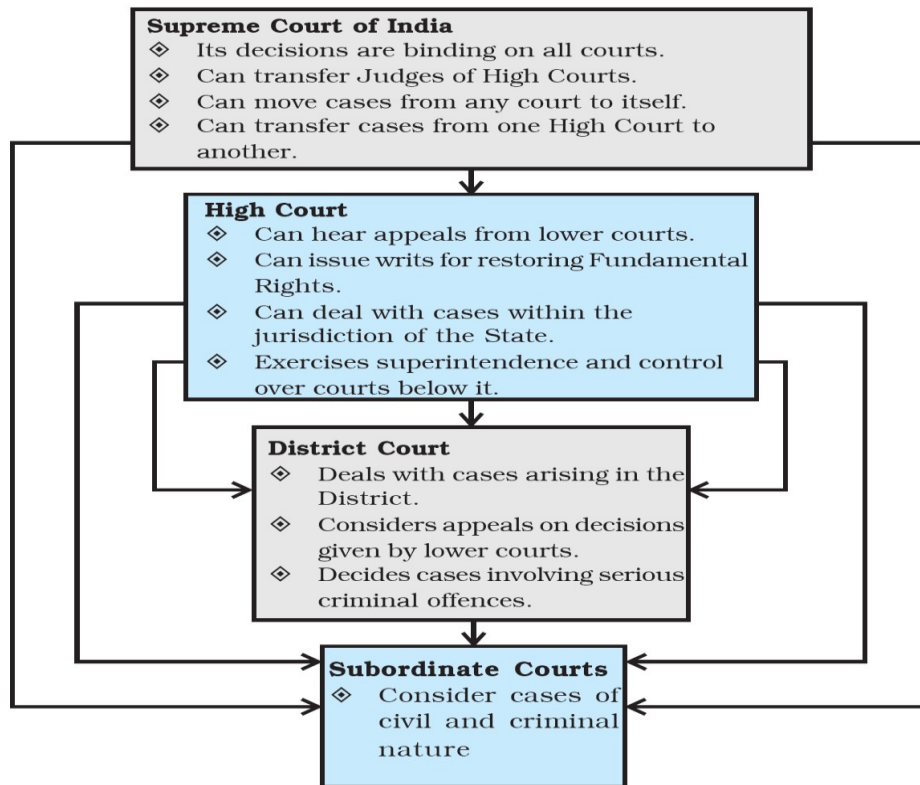 Supreme Court of India
◈ Its decisions are binding on all courts.
◈ Can transfer Judges of High Courts.
◈ Can move cases from any court to itself.
◈ Can transfer cases from one High Court to
another.
High Court
◈ Can hear appeals from lower courts.
◈ Can issue writs for restoring Fundamental
Rights.
◈ Can deal with cases within the
jurisdiction of the State.
◈ Exercises superintendence and control
over courts below it.
District Court
◈ Deals with cases arising in the
District.
◈ Considers appeals on decisions
given by lower courts.
◈ Decides cases involving serious
criminal offences.
Subordinate Courts
◈ Consider cases of
civil and criminal
nature